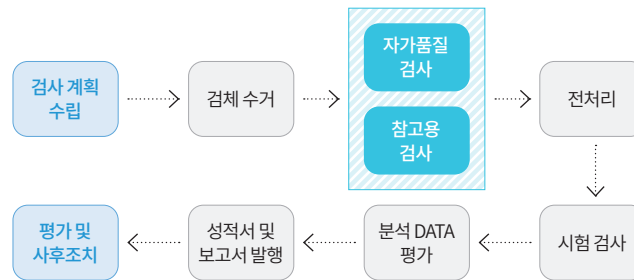 검사 계획
수립
검체 수거
자가품질
검사
참고용
검사
전처리
시험 검사
분석 DATA
평가
성적서 및
보고서 발행
평가 및
사후조치